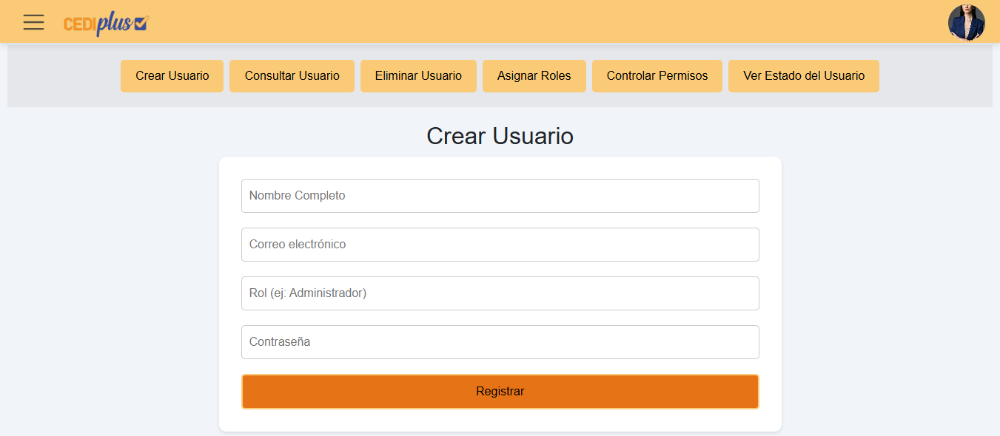 CEDIplus
Crear Usuario Consultar Usuario Eliminar Usuario Asignar Roles Controlar Permisos Ver Estado del Usuario
Crear Usuario
Nombre Completo
Correo electrónico
Rol (ej: Administrador)
Contraseña
Registrar